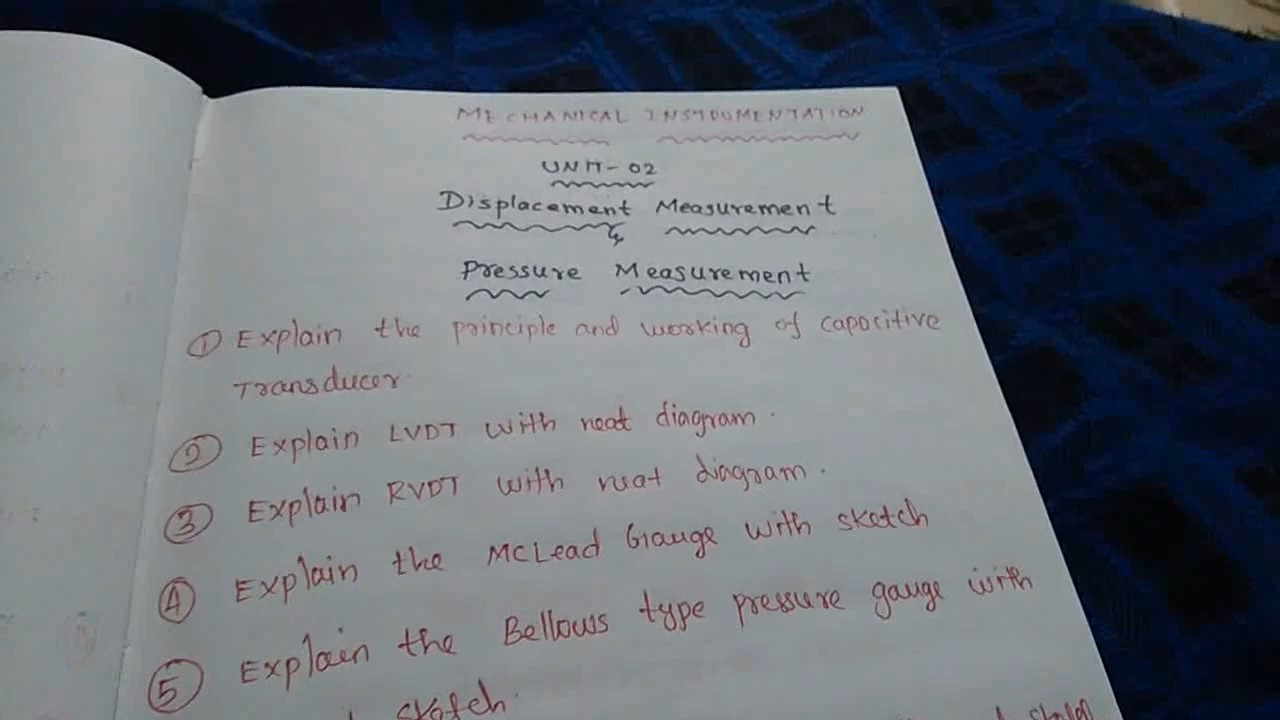 MECHANICAL INSTOUMENTATION
UNIT-02
Displacement Measurement
Pressure Measurement
① Explain the principle and working of capocitive
Transducer.
② Explain LVDT with neat diagram.
③ Explain RVDT with neat diagram.
④ Explain the McLead Gauge with sketch
⑤ Explain the Bellows type pressure gauge with
sketch.